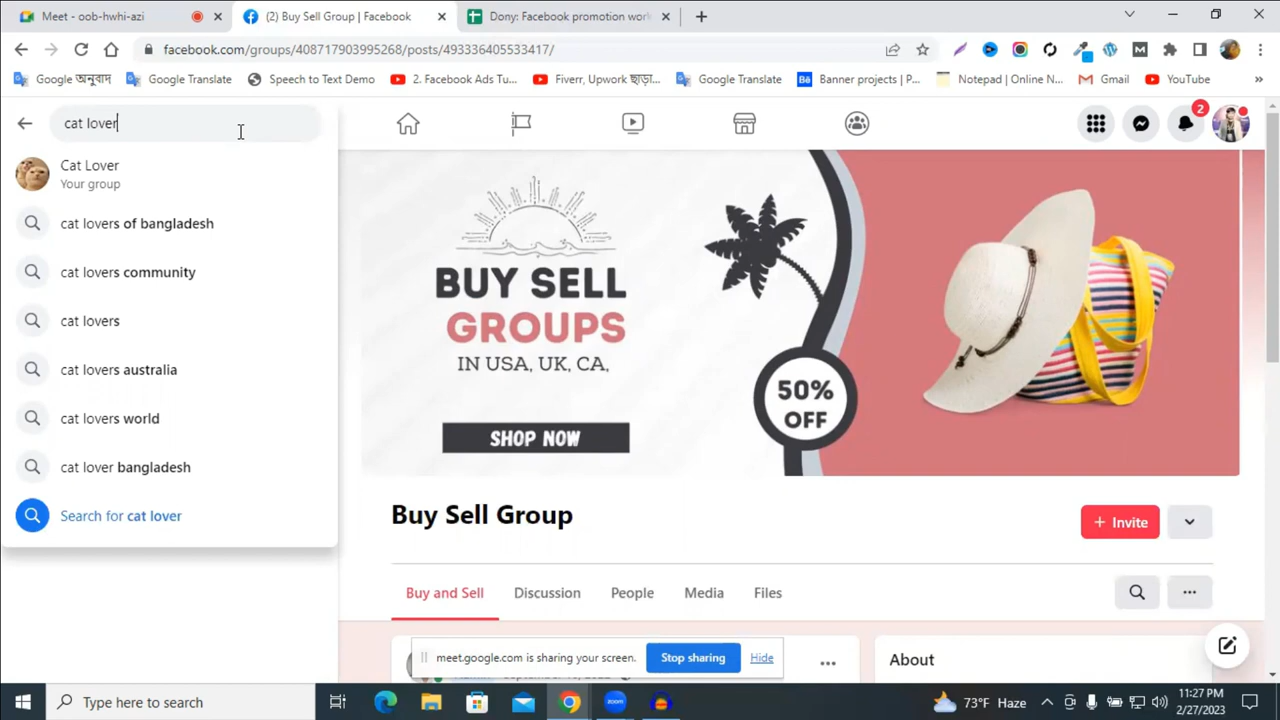 Meet - oob-hwhi-azi
(2) Buy Sell Group | Facebook
Dony: Facebook promotion wor
facebook.com/groups/408717903995268/posts/493336405533417/
Google অনুবাদ
Google Translate
Speech to Text Demo
2. Facebook Ads Tu...
Fiverr, Upwork ছাড়া...
Google Translate
Banner projects | P...
Notepad | Online N...
Gmail
YouTube
cat lover
2
Cat Lover
Your group
cat lovers of bangladesh
cat lovers community
cat lovers
cat lovers australia
cat lovers world
cat lover bangladesh
Search for cat lover
BUY SELL
GROUPS
IN USA, UK, CA,
SHOP NOW
50%
OFF
Buy Sell Group
+ Invite
Buy and Sell
Discussion
People
Media
Files
meet.google.com is sharing your screen.
Stop sharing
Hide
About
Type here to search
73°F Haze
11:27 PM
2/27/2023